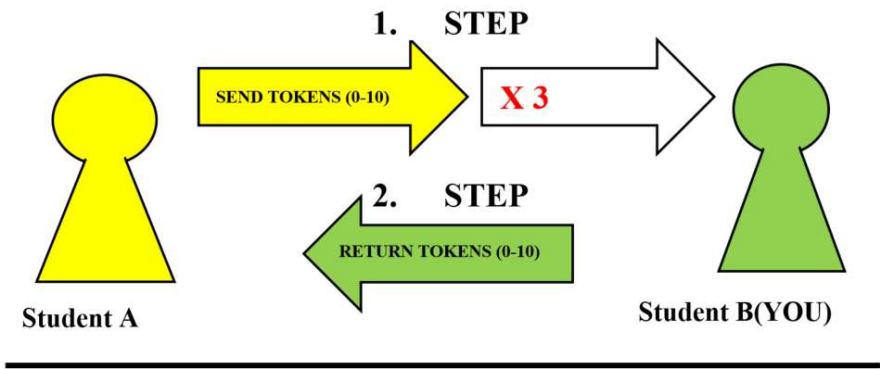 1. STEP
SEND TOKENS (0-10)
X 3
2. STEP
RETURN TOKENS (0-10)
Student A
Student B(YOU)